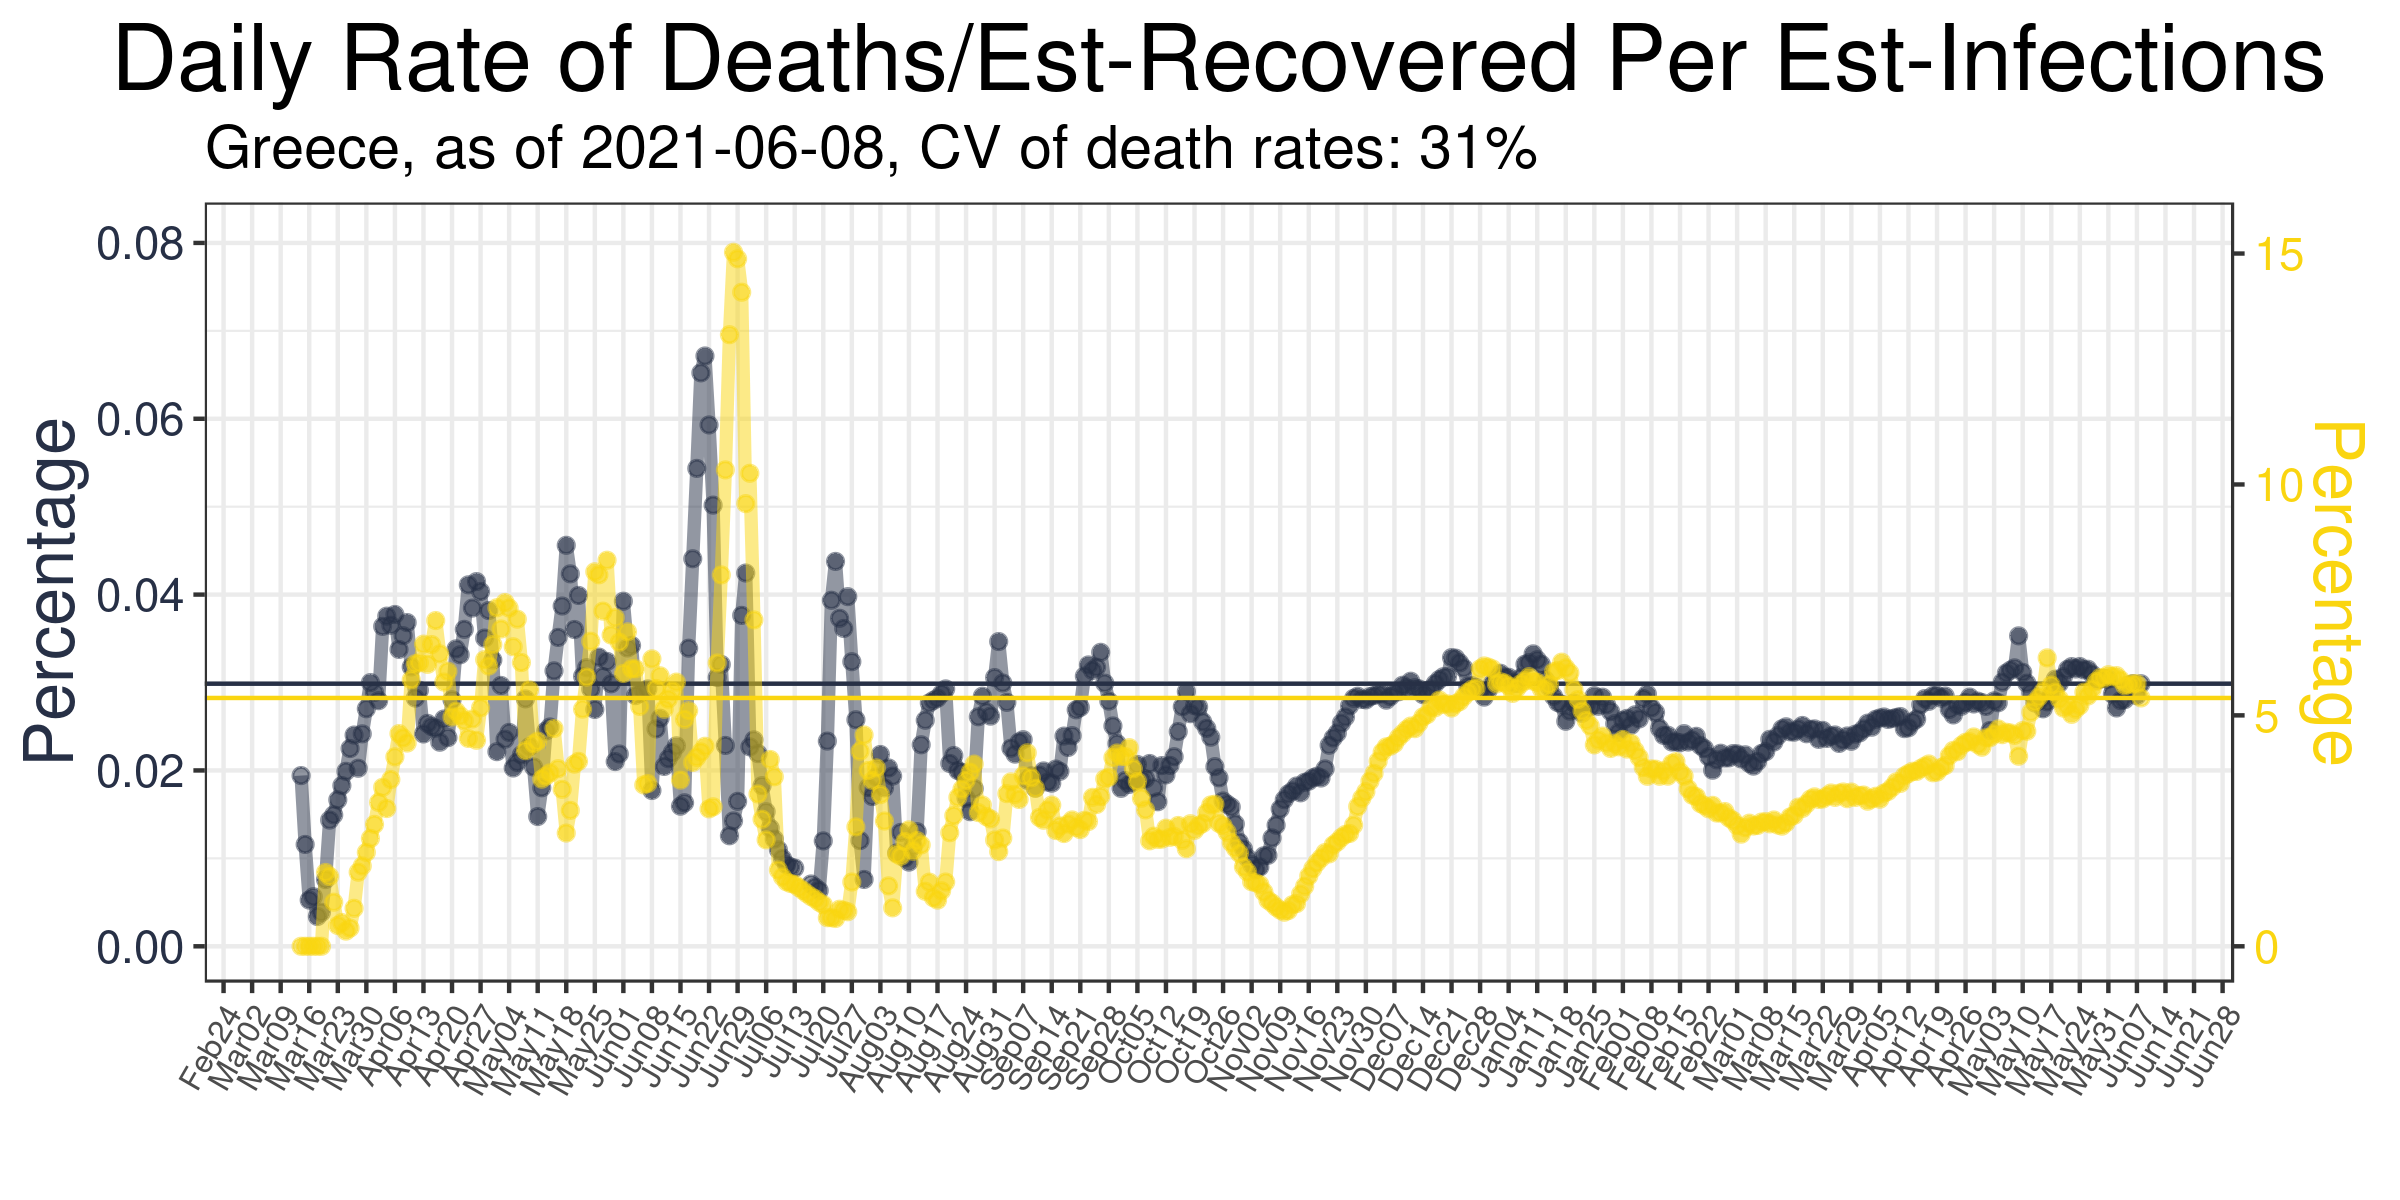 Daily Rate of Deaths/Est-Recovered Per Est-Infections
Greece, as of 2021-06-08, CV of death rates: 31%
Percentage
0.08
0.06
0.04
0.02
0.00
15
10
5
0
Percentage
Feb24
Mar02
Mar09
Mar16
Mar23
Mar30
Apr06
Apr13
Apr20
Apr27
May04
May11
May18
May25
Jun01
Jun08
Jun15
Jun22
Jun29
Jul06
Jul13
Jul20
Jul27
Aug03
Aug10
Aug17
Aug24
Aug31
Sep07
Sep14
Sep21
Sep28
Oct05
Oct12
Oct19
Oct26
Nov02
Nov09
Nov16
Nov23
Nov30
Dec07
Dec14
Dec21
Dec28
Jan04
Jan11
Jan18
Jan25
Feb01
Feb08
Feb15
Feb22
Mar01
Mar08
Mar15
Mar22
Mar29
Apr05
Apr12
Apr19
Apr26
May03
May10
May17
May24
May31
Jun07
Jun14
Jun21
Jun28